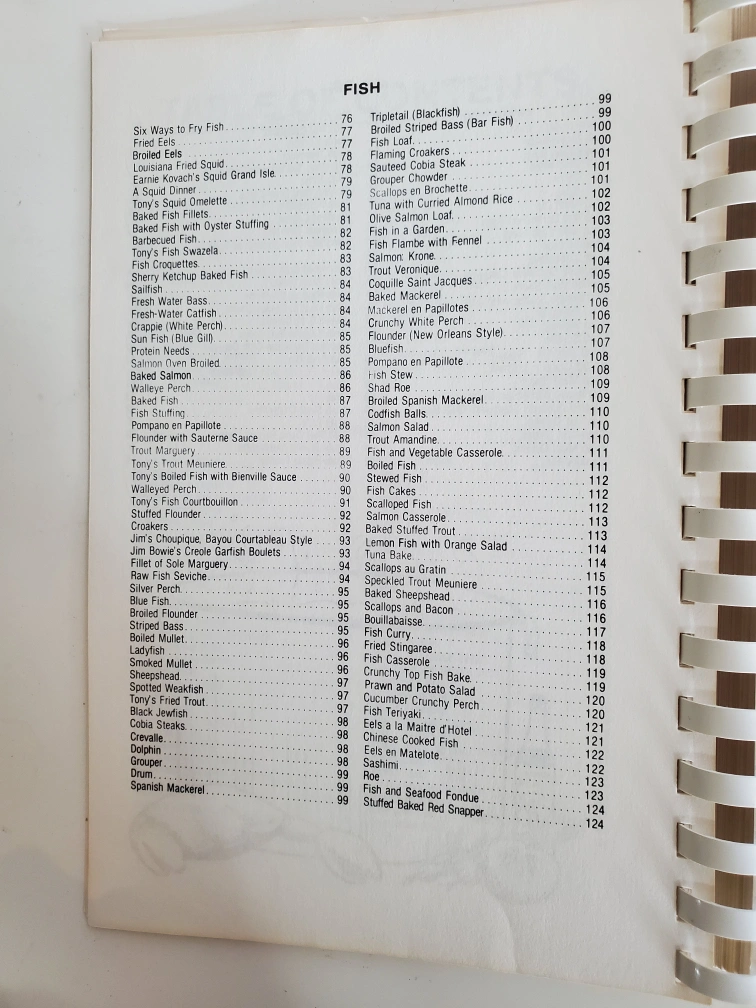 FISH
Six Ways to Fry Fish 76
Fried Eels 77
Broiled Eels 77
Louisiana Fried Squid 78
Earnie Kovach's Squid Grand Isle 78
A Squid Dinner 79
Tony's Squid Omelette 79
Baked Fish Fillets 81
Baked Fish with Oyster Stuffing 81
Barbecued Fish 82
Tony's Fish Swazela 82
Fish Croquettes 83
Sherry Ketchup Baked Fish 83
Sailfish 84
Fresh Water Bass 84
Fresh-Water Catfish 84
Crappie (White Perch) 84
Sun Fish (Blue Gill) 85
Protein Needs 85
Salmon Oven Broiled 85
Baked Salmon 86
Walleye Perch 86
Baked Fish 87
Fish Stuffing 87
Pompano en Papillote 88
Flounder with Sauterne Sauce 88
Trout Marguery 89
Tony's Trout Meuniere 89
Tony's Boiled Fish with Bienville Sauce 90
Walleyed Perch 90
Tony's Fish Courtbouillon 91
Stuffed Flounder 92
Croakers 92
Jim's Choupique, Bayou Courtableau Style 93
Jim Bowie's Creole Garfish Boulets 93
Fillet of Sole Marguery 94
Raw Fish Seviche 94
Silver Perch 95
Blue Fish 95
Broiled Flounder 95
Striped Bass 95
Boiled Mullet 96
Ladyfish 96
Smoked Mullet 96
Sheepshead 97
Spotted Weakfish 97
Tony's Fried Trout 97
Black Jewfish 98
Cobia Steaks 98
Crevalle 98
Dolphin 98
Grouper 99
Drum 99
Spanish Mackerel 99
Tripletail (Blackfish) 99
Broiled Striped Bass (Bar Fish) 99
Fish Loaf 100
Flaming Croakers 100
Sauteed Cobia Steak 101
Grouper Chowder 101
Scallops en Brochette 101
Tuna with Curried Almond Rice 102
Olive Salmon Loaf 102
Fish in a Garden 103
Fish Flambe with Fennel 103
Salmon Krone 104
Trout Veronique 104
Coquille Saint Jacques 105
Baked Mackerel 105
Mackerel en Papillotes 106
Crunchy White Perch 106
Flounder (New Orleans Style) 107
Bluefish 107
Pompano en Papillote 108
Fish Stew 108
Shad Roe 109
Broiled Spanish Mackerel 109
Codfish Balls 110
Salmon Salad 110
Trout Amandine 110
Fish and Vegetable Casserole 111
Boiled Fish 111
Stewed Fish 112
Fish Cakes 112
Scalloped Fish 112
Salmon Casserole 113
Baked Stuffed Trout 113
Lemon Fish with Orange Salad 114
Tuna Bake 114
Scallops au Gratin 115
Speckled Trout Meuniere 115
Baked Sheepshead 116
Scallops and Bacon 116
Bouillabaisse 117
Fish Curry 118
Fried Stingaree 118
Fish Casserole 119
Crunchy Top Fish Bake 119
Prawn and Potato Salad 120
Cucumber Crunchy Perch 120
Fish Teriyaki 121
Eels a la Maitre d'Hotel 121
Chinese Cooked Fish 122
Eels en Matelote 122
Sashimi 123
Roe 123
Fish and Seafood Fondue 124
Stuffed Baked Red Snapper 124